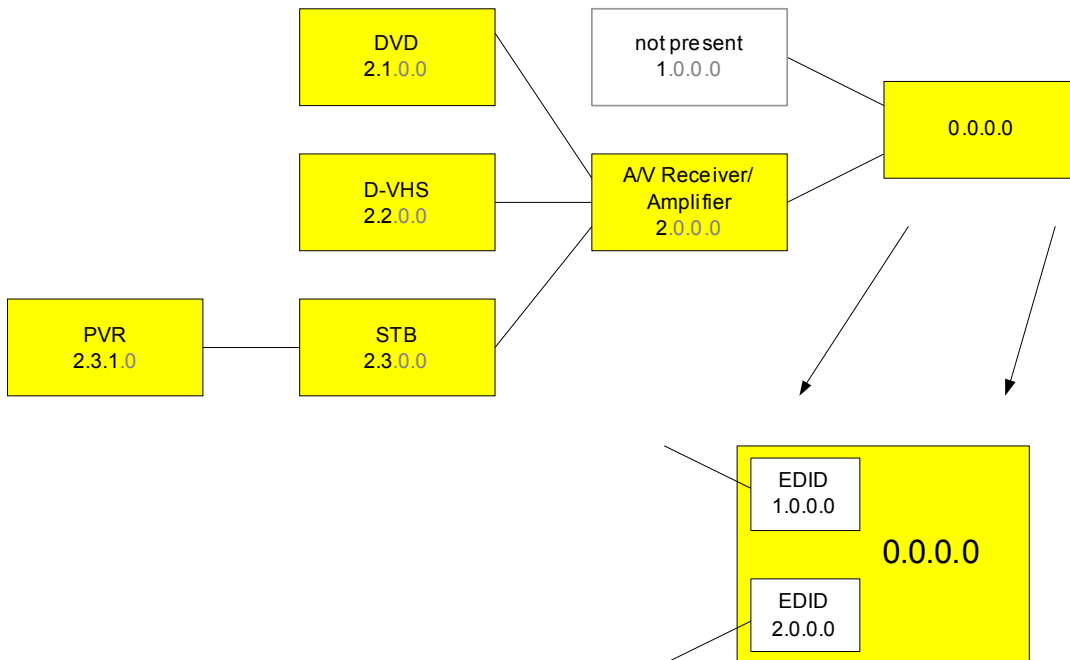 DVD
2.1.0.0
not present
1.0.0.0
0.0.0.0
D-VHS
2.2.0.0
A/V Receiver/
Amplifier
2.0.0.0
PVR
2.3.1.0
STB
2.3.0.0
EDID
1.0.0.0
0.0.0.0
EDID
2.0.0.0